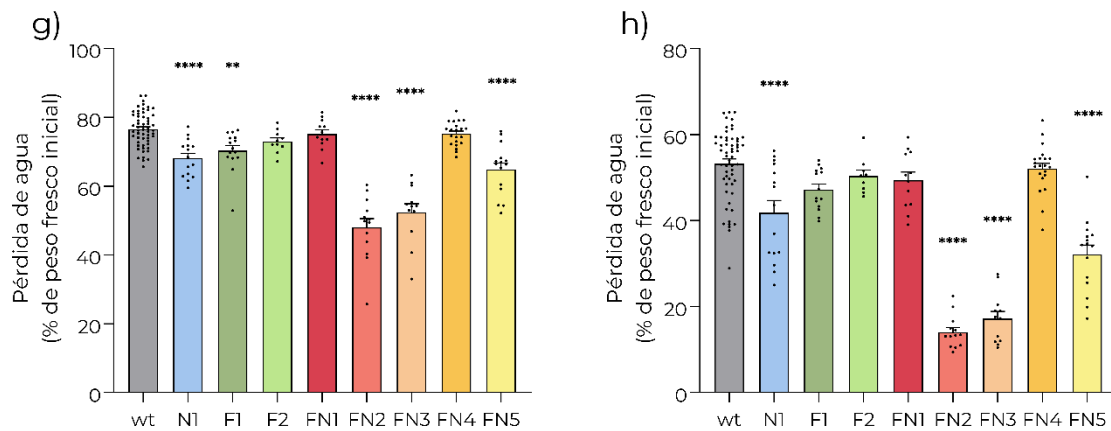 g)
Pérdida de agua
(% de peso fresco inicial)
100
80
60
40
20
0
**** ** **** **** ****
wt N1 F1 F2 FN1 FN2 FN3 FN4 FN5
h)
Pérdida de agua
(% de peso fresco inicial)
80
60
40
20
0
**** **** **** ****
wt N1 F1 F2 FN1 FN2 FN3 FN4 FN5